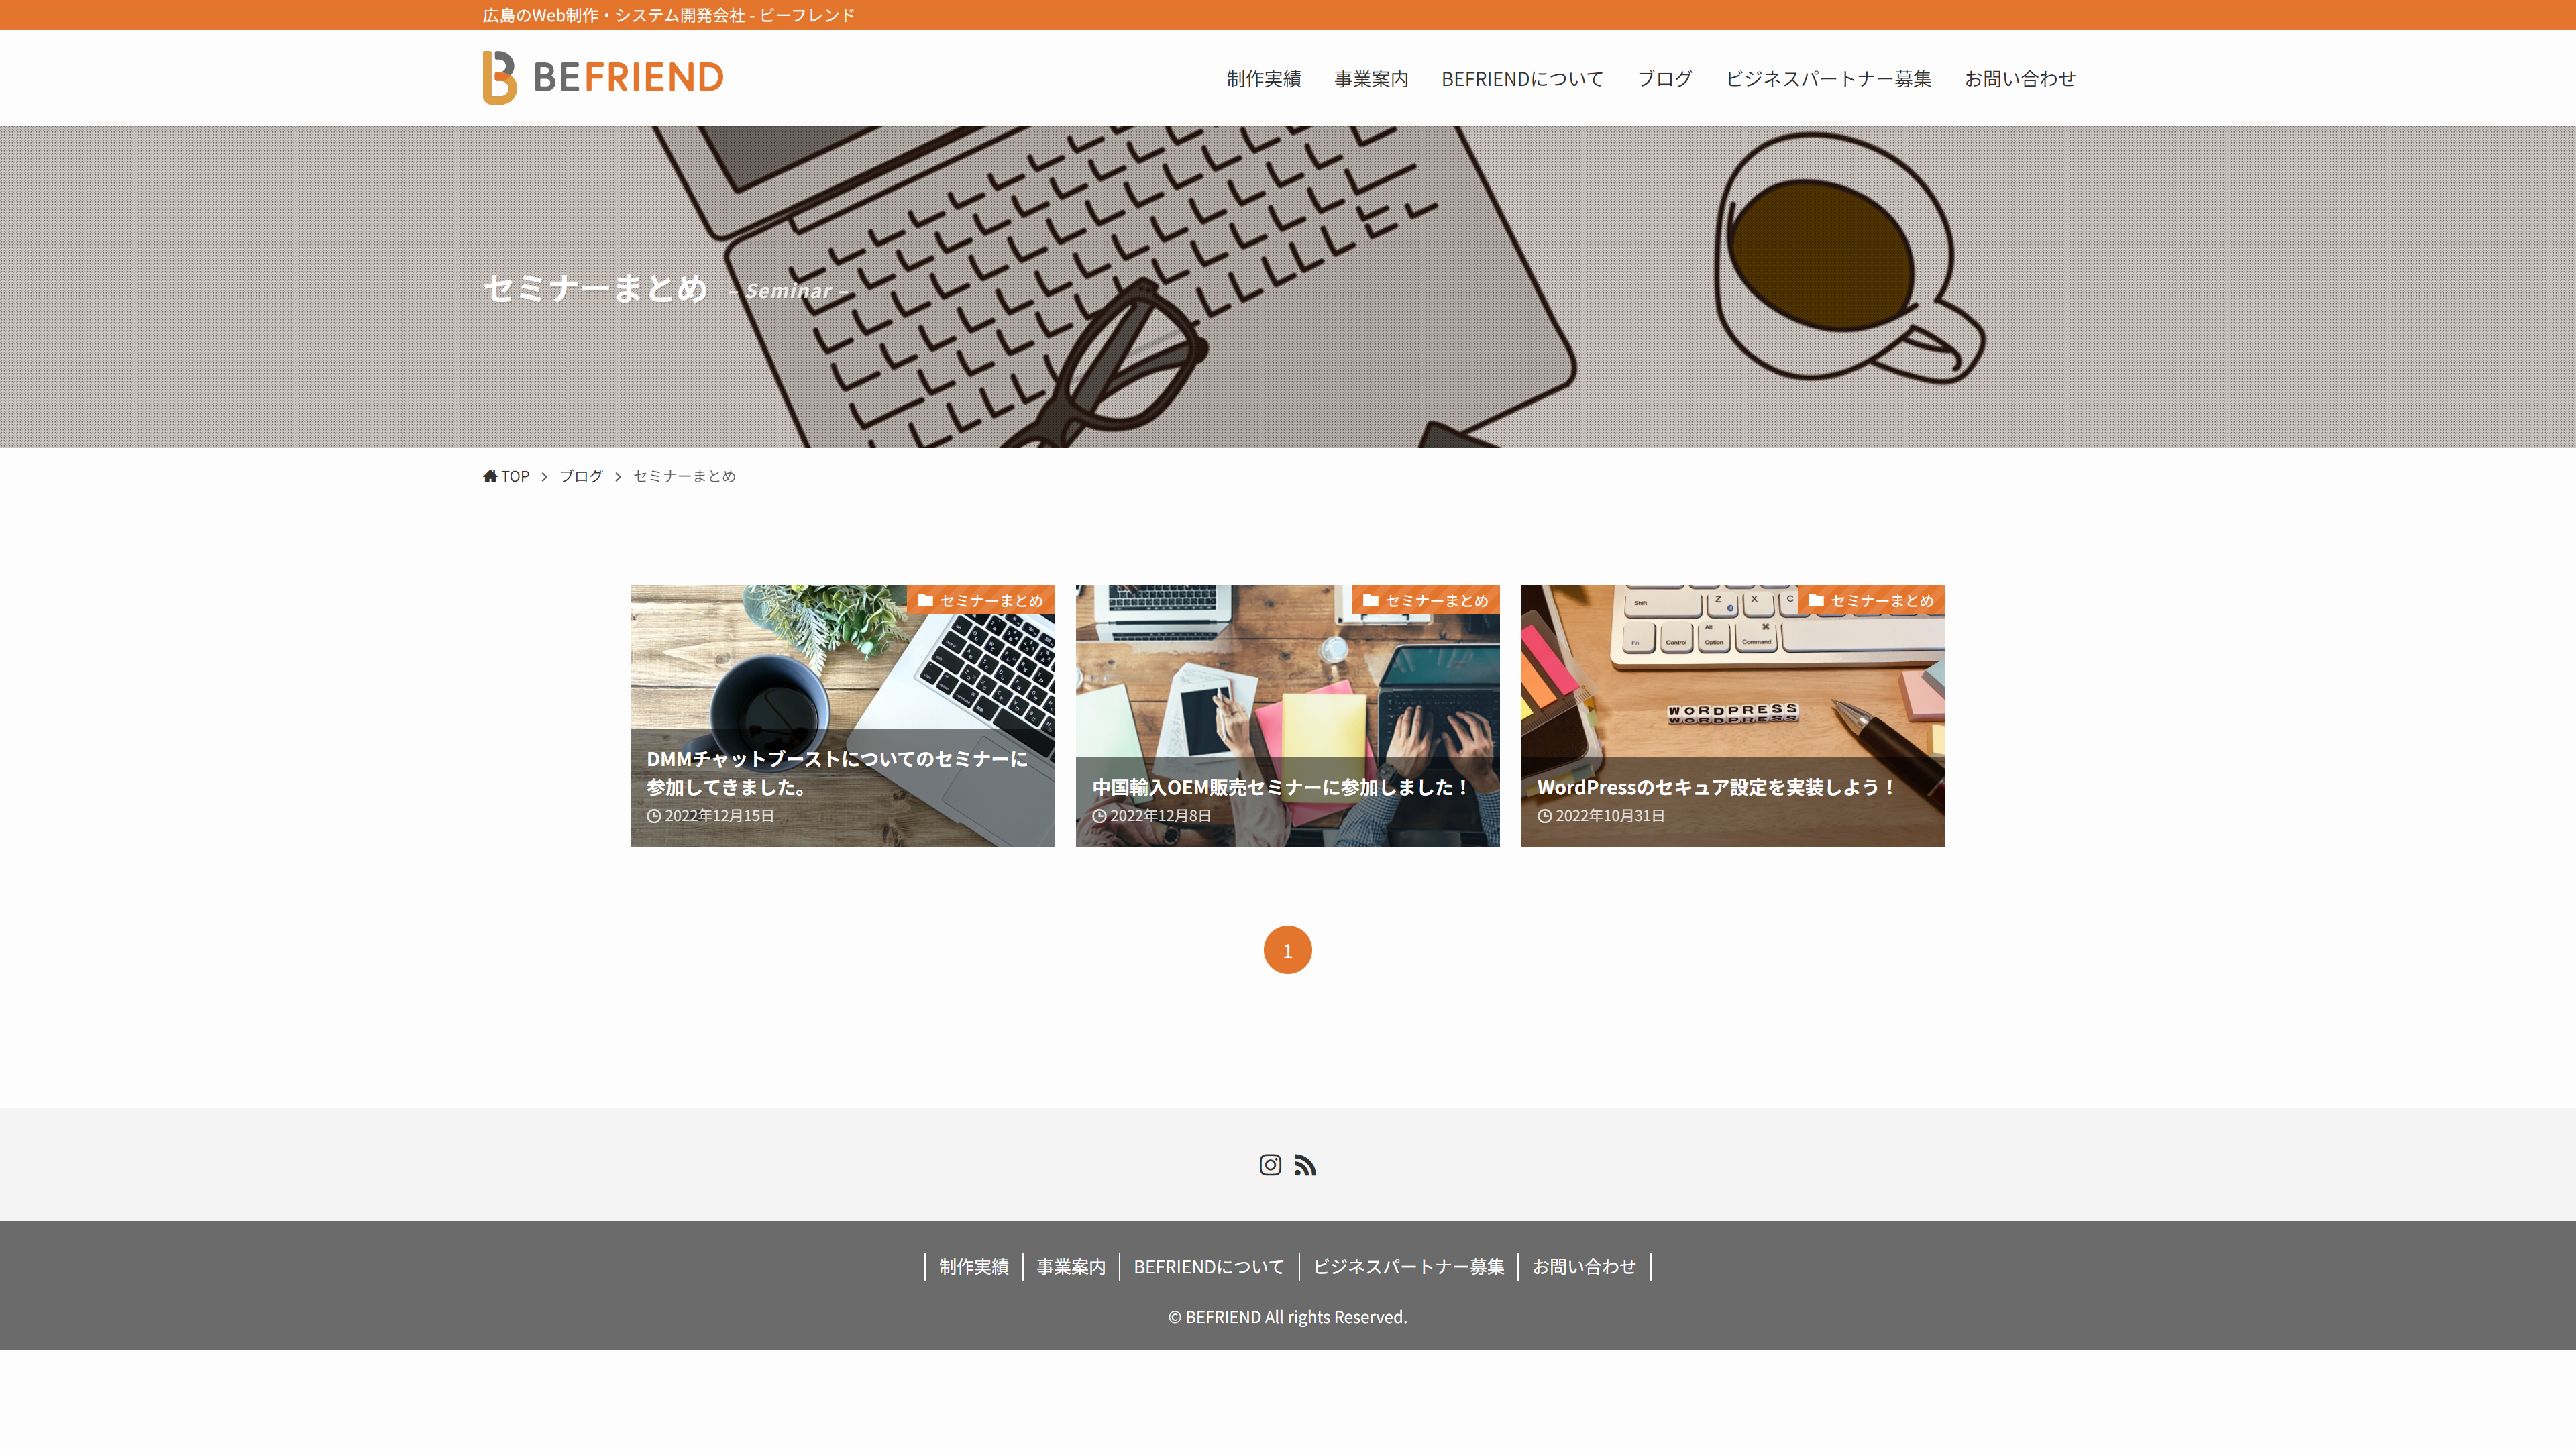 広島のWeb制作・システム開発会社 - ビーフレンド
BEFRIEND
制作実績 事業案内 BEFRIENDについて ブログ ビジネスパートナー募集 お問い合わせ
セミナーまとめ – Seminar –
TOP > ブログ > セミナーまとめ
セミナーまとめ
DMMチャットブーストについてのセミナーに
参加してきました。
2022年12月15日
セミナーまとめ
中国輸入OEM販売セミナーに参加しました！
2022年12月8日
セミナーまとめ
Shift Z X C
Fn Control Alt Option Command
WORDPRESS
WordPressのセキュア設定を実装しよう！
2022年10月31日
1
制作実績 事業案内 BEFRIENDについて ビジネスパートナー募集 お問い合わせ
© BEFRIEND All rights Reserved.